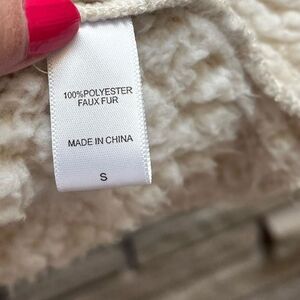 100%POLYESTER
FAUX FUR
MADE IN CHINA
S